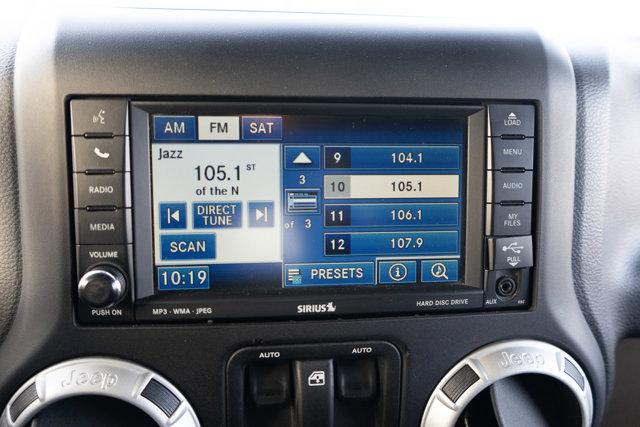 AM FM SAT
Jazz
105.1 ST
of the N
DIRECT
TUNE
SCAN
10:19
3
of 3
9 104.1
10 105.1
11 106.1
12 107.9
PRESETS
RADIO
MEDIA
VOLUME
PUSH ON
LOAD
MENU
AUDIO
MY
FILES
PULL
AUX
MP3 · WMA · JPEG
SIRIUS
HARD DISC DRIVE
AUTO
AUTO
Jeep
Jeep